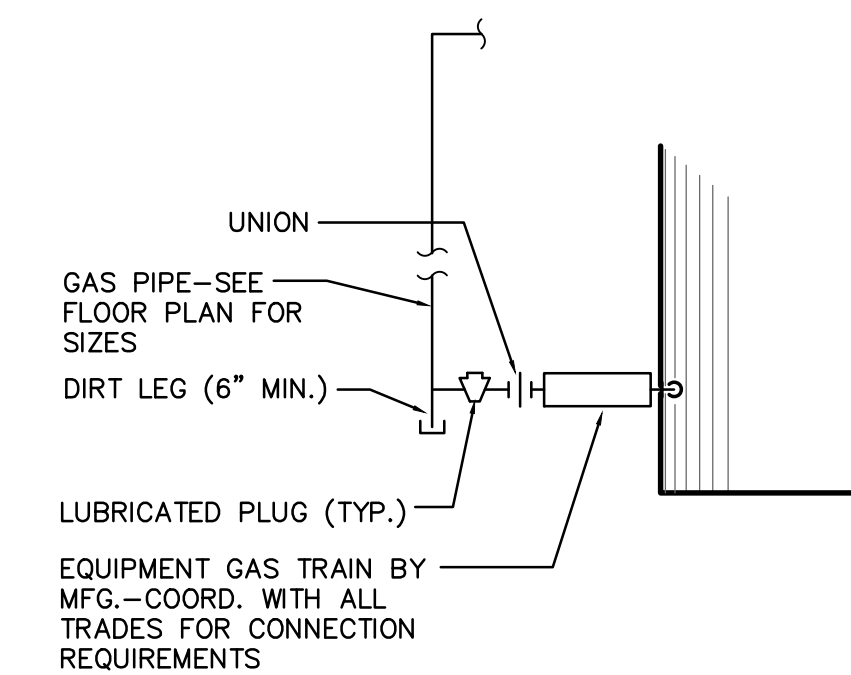 UNION
GAS PIPE-SEE
FLOOR PLAN FOR
SIZES
DIRT LEG (6" MIN.)
LUBRICATED PLUG (TYP.)
EQUIPMENT GAS TRAIN BY
MFG.-COORD. WITH ALL
TRADES FOR CONNECTION
REQUIREMENTS